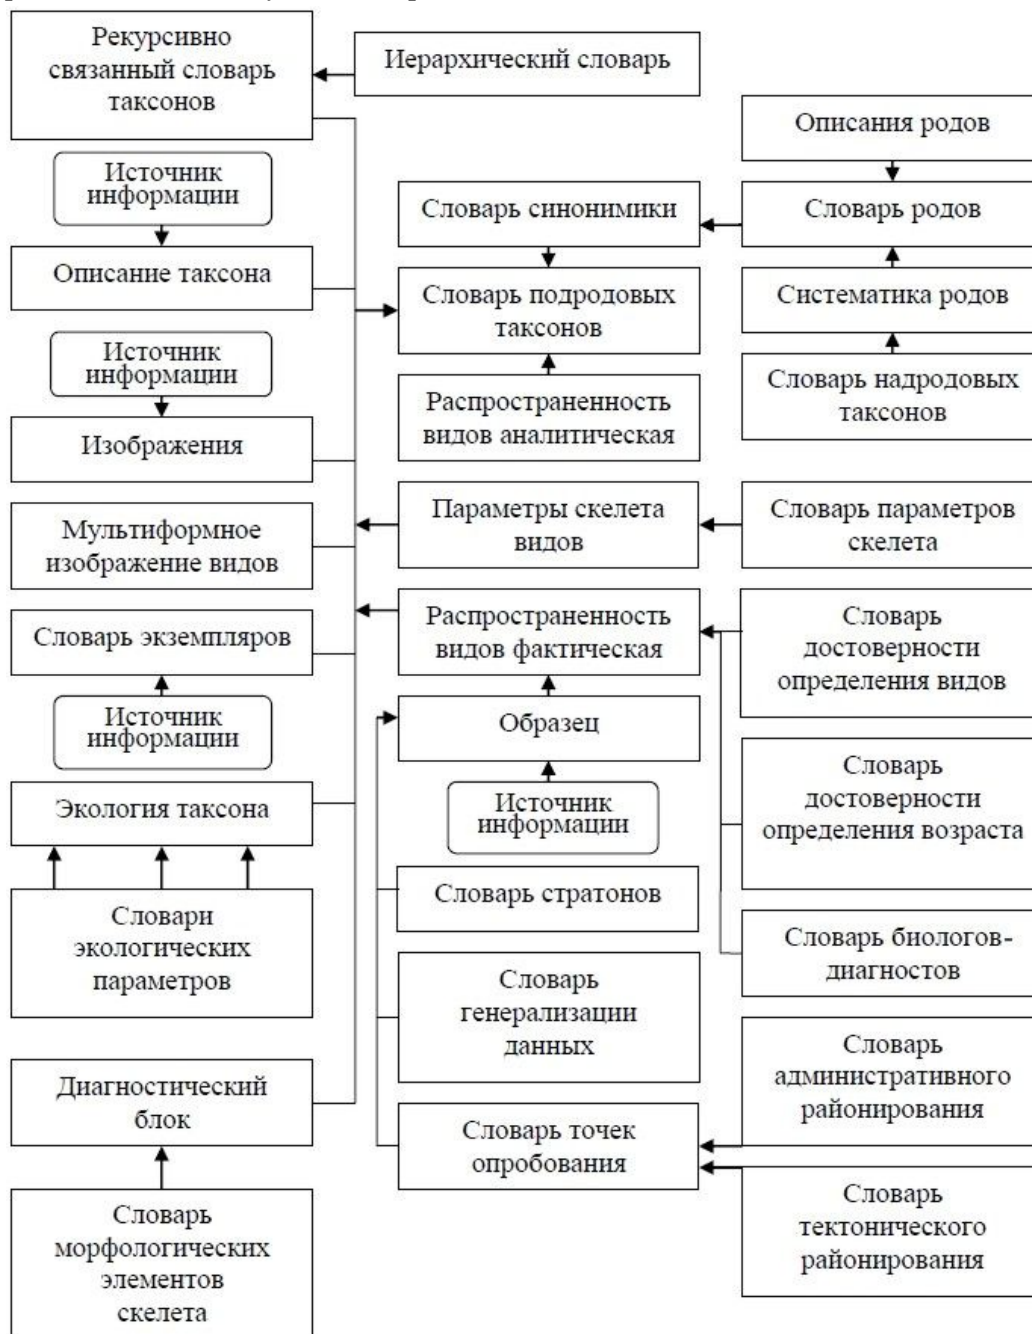 Рекурсивно
связанный словарь
таксонов
Иерархический словарь
Описания родов
Источник
информации
Словарь синонимики
Словарь родов
Описание таксона
Словарь подродовых
таксонов
Систематика родов
Источник
информации
Словарь надродовых
таксонов
Распространенность
видов аналитическая
Изображения
Мультиформное
изображение видов
Параметры скелета
видов
Словарь параметров
скелета
Словарь экземпляров
Распространенность
видов фактическая
Словарь
достоверности
определения видов
Источник
информации
Образец
Словарь
достоверности
определения возраста
Экология таксона
Источник
информации
Словари
экологических
параметров
Словарь стратонов
Словарь биологов-
диагностов
Словарь
генерализации
данных
Словарь
административного
районирования
Диагностический
блок
Словарь точек
опробования
Словарь
тектонического
районирования
Словарь
морфологических
элементов
скелета